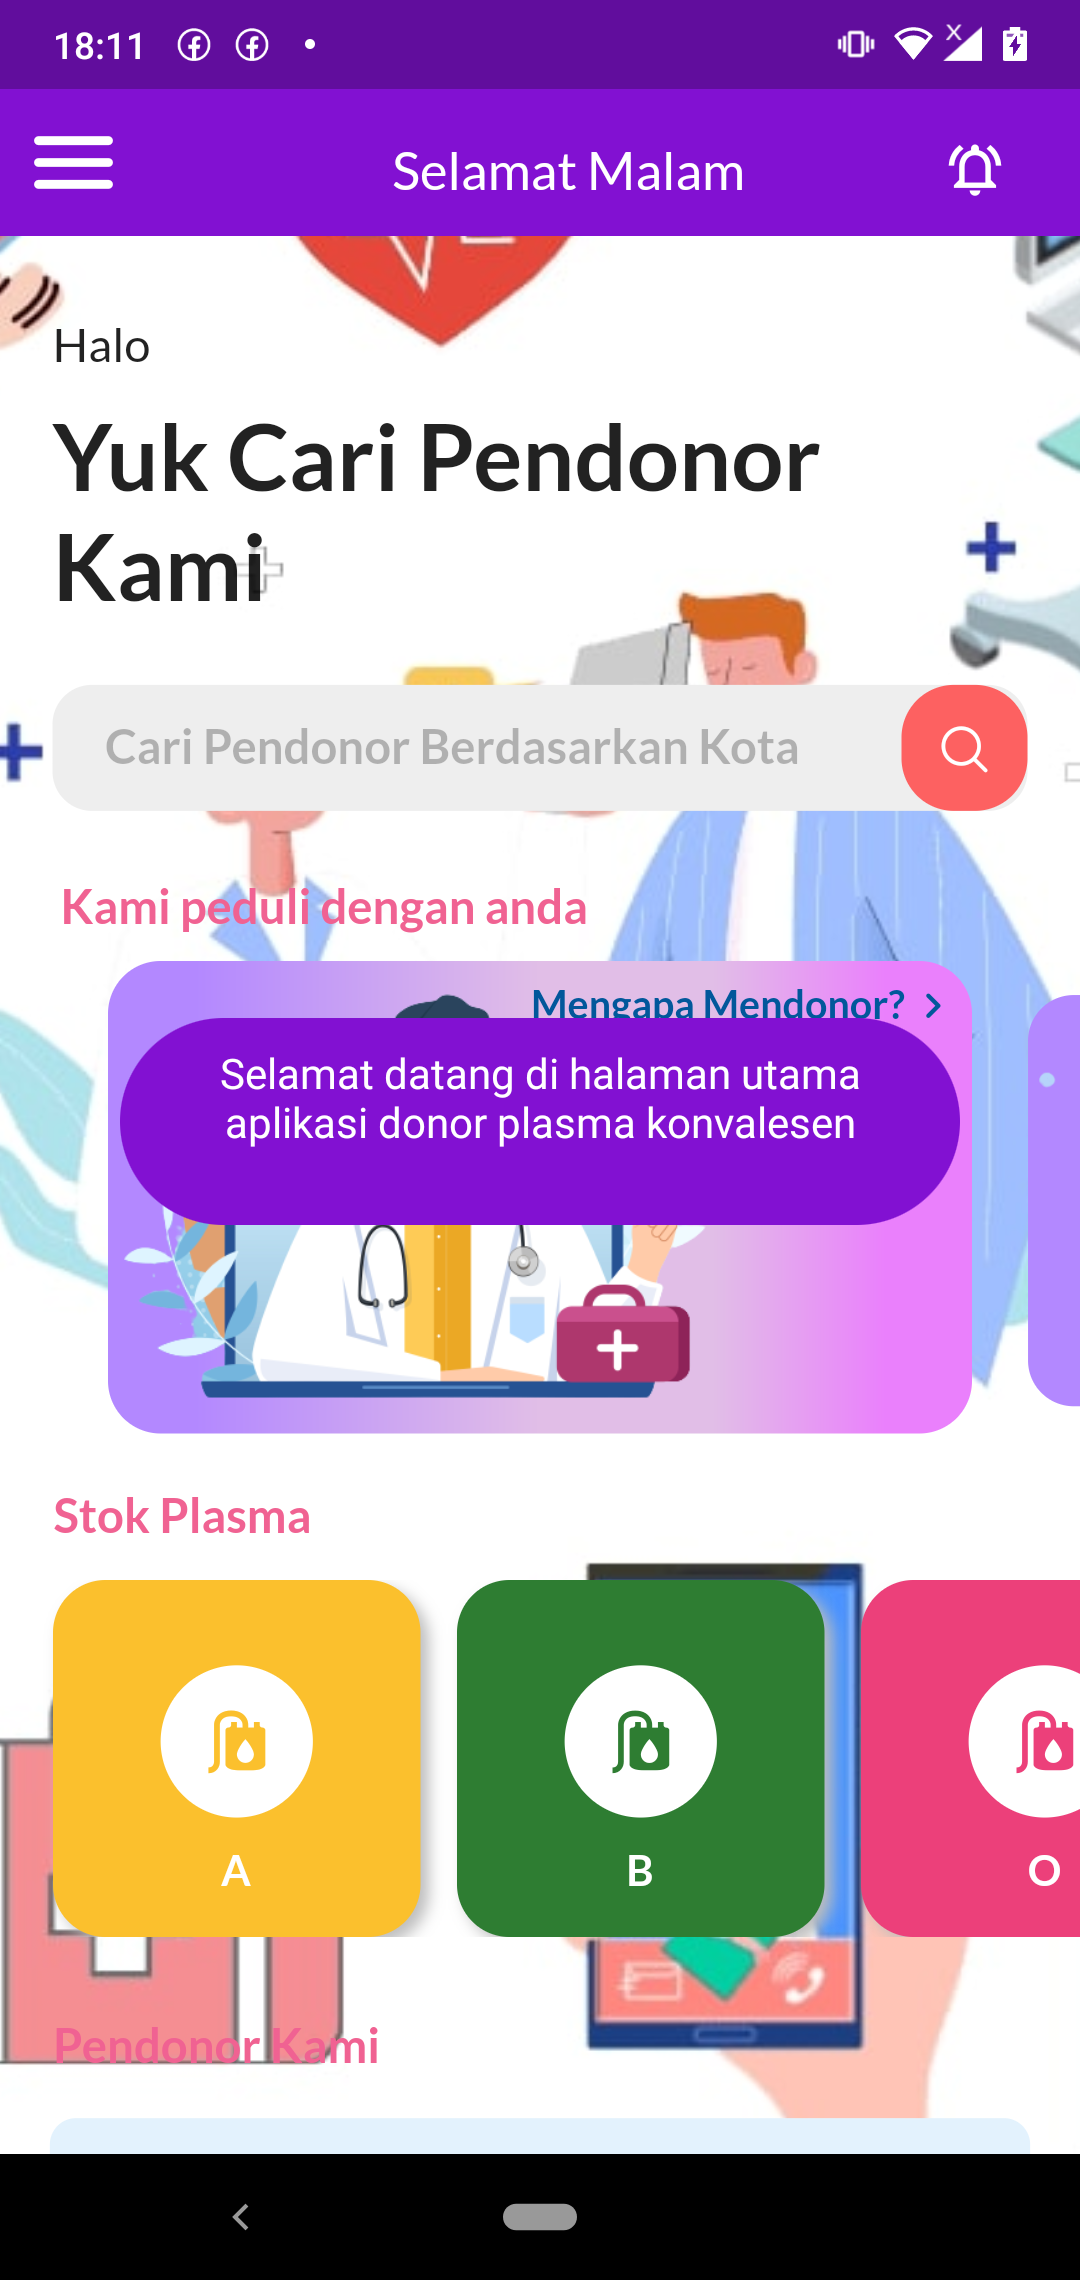 18:11
Selamat Malam
Halo
Yuk Cari Pendonor
Kami
Cari Pendonor Berdasarkan Kota
Kami peduli dengan anda
Mengapa Mendonor?
Selamat datang di halaman utama
aplikasi donor plasma konvalesen
Stok Plasma
A
B
O
Pendonor Kami